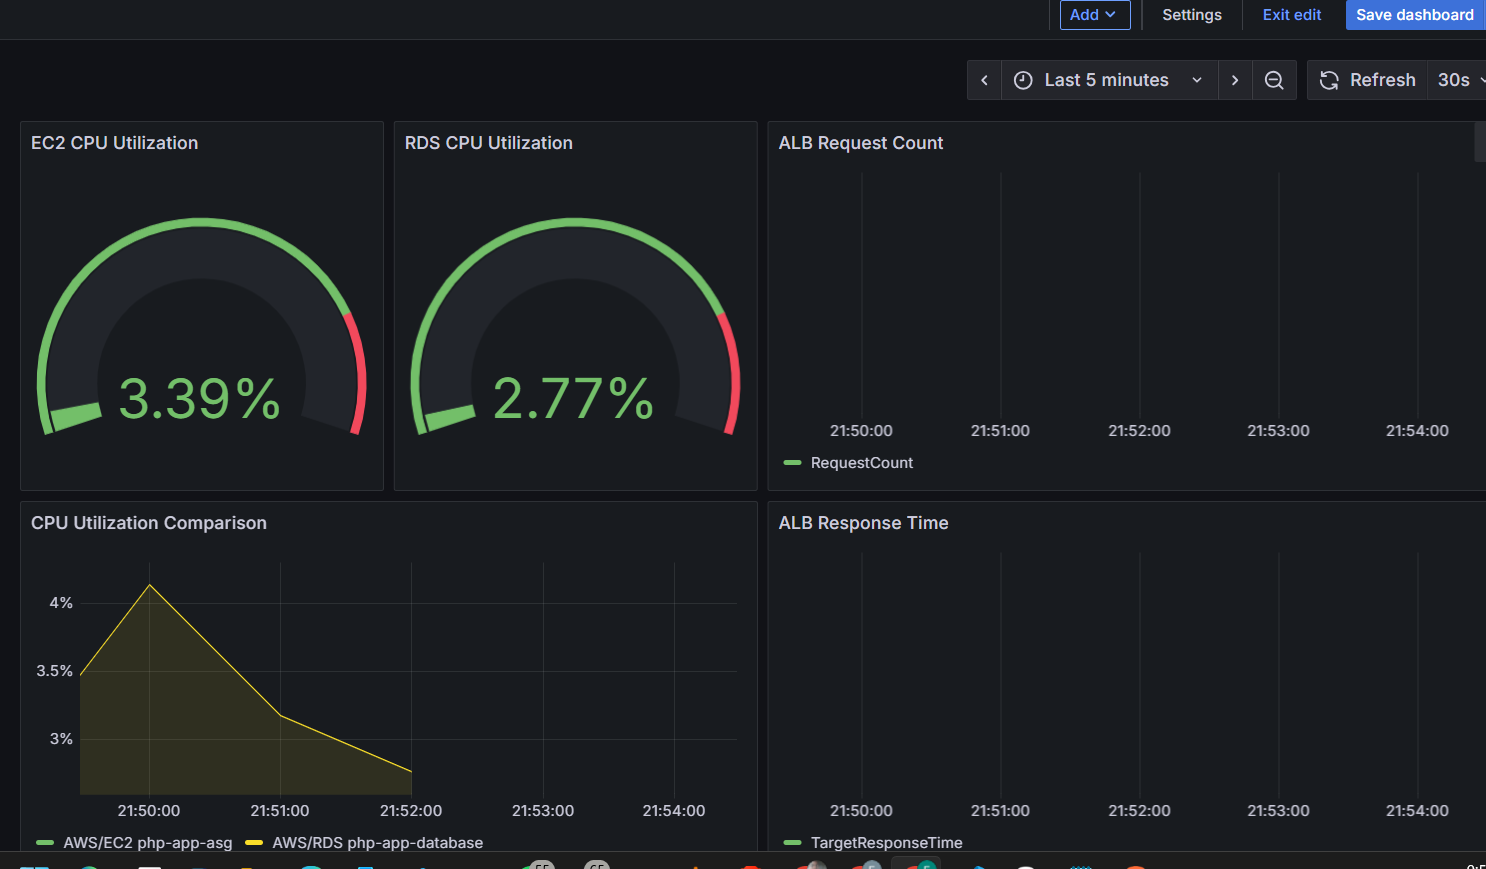 Add Settings Exit edit Save dashboard
Last 5 minutes Refresh 30s
EC2 CPU Utilization
3.39%
RDS CPU Utilization
2.77%
ALB Request Count
21:50:00 21:51:00 21:52:00 21:53:00 21:54:00
RequestCount
CPU Utilization Comparison
4%
3.5%
3%
21:50:00 21:51:00 21:52:00 21:53:00 21:54:00
AWS/EC2 php-app-asg AWS/RDS php-app-database
ALB Response Time
21:50:00 21:51:00 21:52:00 21:53:00 21:54:00
TargetResponseTime